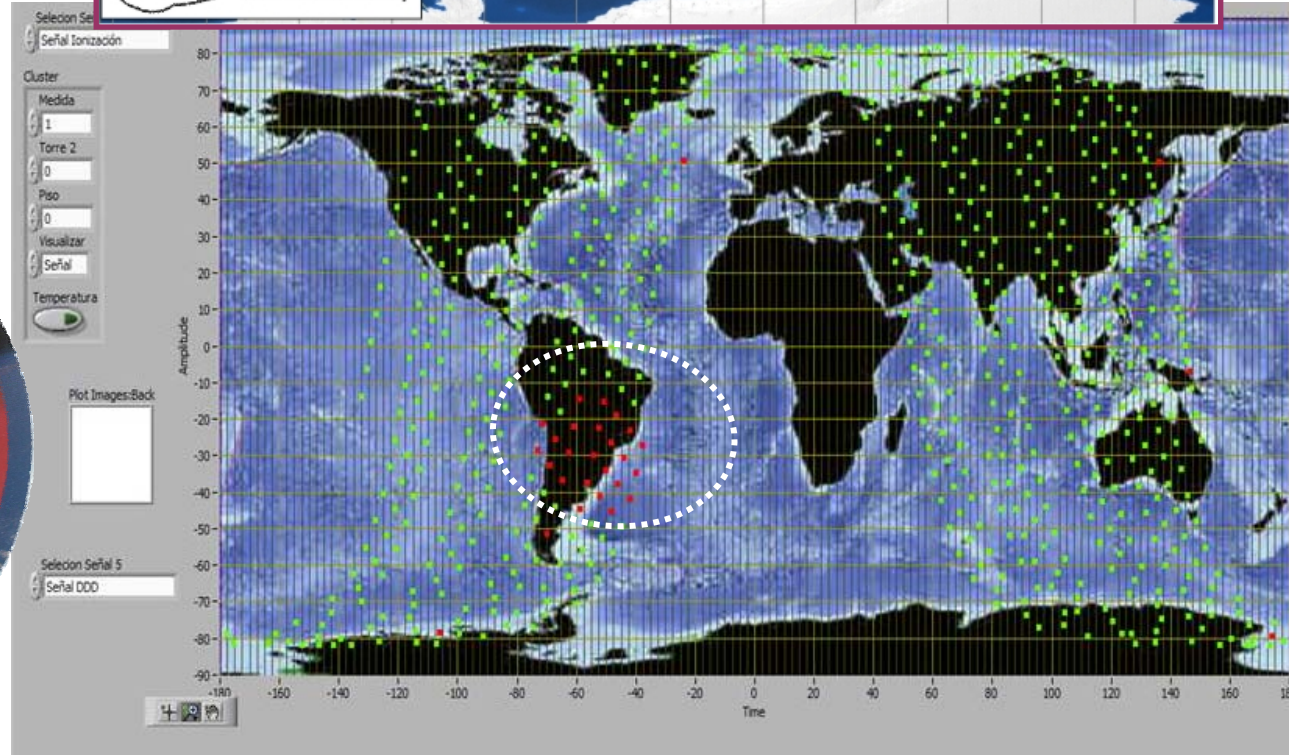 Selecion Se
Señal Ionización
Cluster
Medida
1
Torre 2
0
Piso
0
Visualizar
Señal
Temperatura
Plot Images:Back
Selecion Señal 5
Señal DDD
Amplitude
80
70
60
50
40
30
20
10
0
-10
-20
-30
-40
-50
-60
-70
-80
-90
-180 -160 -140 -120 -100 -80 -60 -40 -20 0 20 40 60 80 100 120 140 160 18
Time